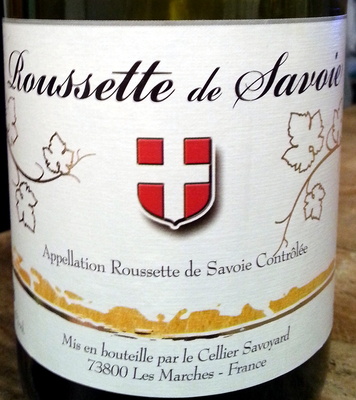 Roussette de Savoie
Appellation Roussette de Savoie Contrôlée
Mis en bouteille par le Cellier Savoyard
73800 Les Marches - France